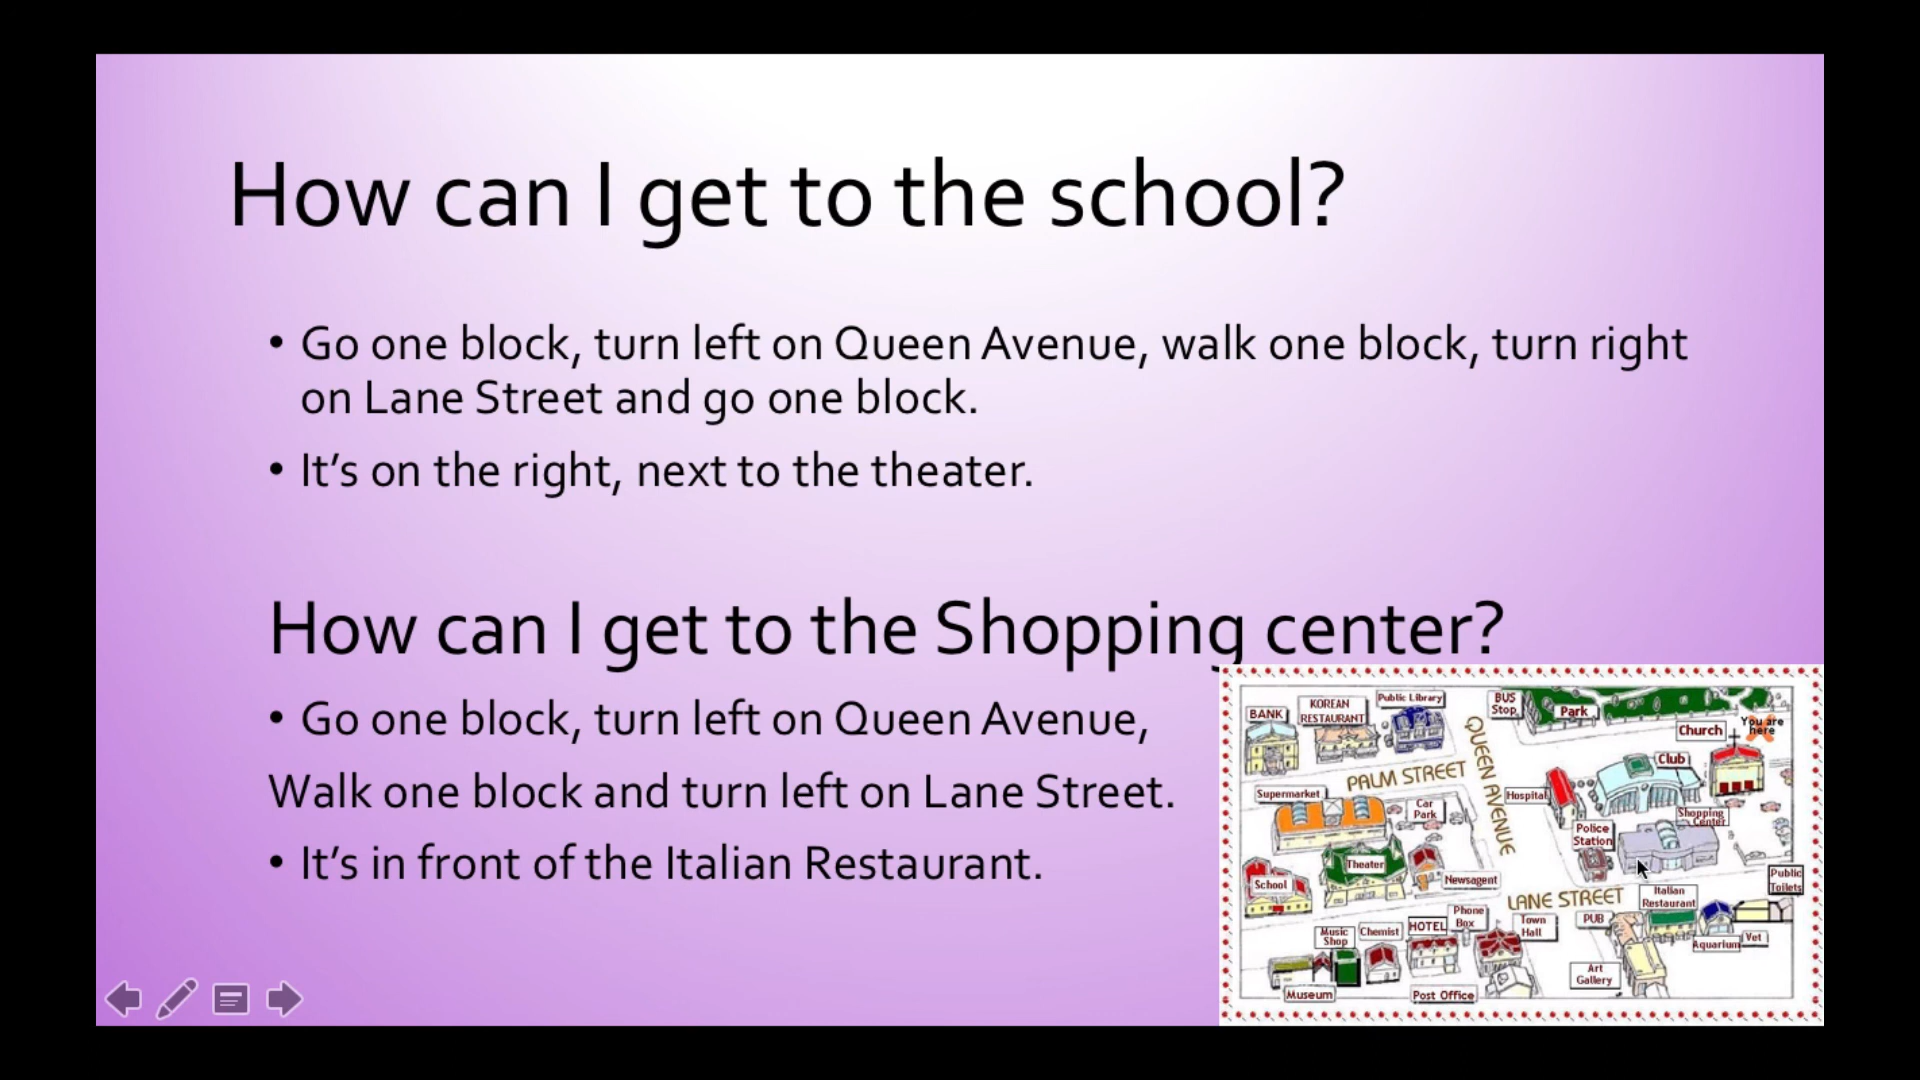 How can I get to the school?
• Go one block, turn left on Queen Avenue, walk one block, turn right
on Lane Street and go one block.
• It's on the right, next to the theater.
How can I get to the Shopping center?
• Go one block, turn left on Queen Avenue,
Walk one block and turn left on Lane Street.
• It's in front of the Italian Restaurant.
BANK
KOREAN
RESTAURANT
Public Library
BUS
Stop
Park
Church
You are
here
QUEEN AVENUE
PALM STREET
Club
Supermarket
Car
Park
Hospital
Shopping
Center
Police
Station
Theater
School
Newsagent
Public
Toilets
LANE STREET
Italian
Restaurant
Phone
Box
Town
Hall
PUB
Music
Shop
Chemist
HOTEL
Aquarium
Vet
Art
Gallery
Museum
Post Office